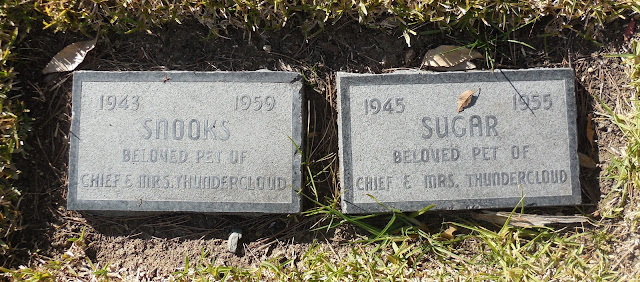 1943 1959
SNOOKS
BELOVED PET OF
CHIEF & MRS. THUNDERCLOUD
1945 1955
SUGAR
BELOVED PET OF
CHIEF & MRS. THUNDERCLOUD